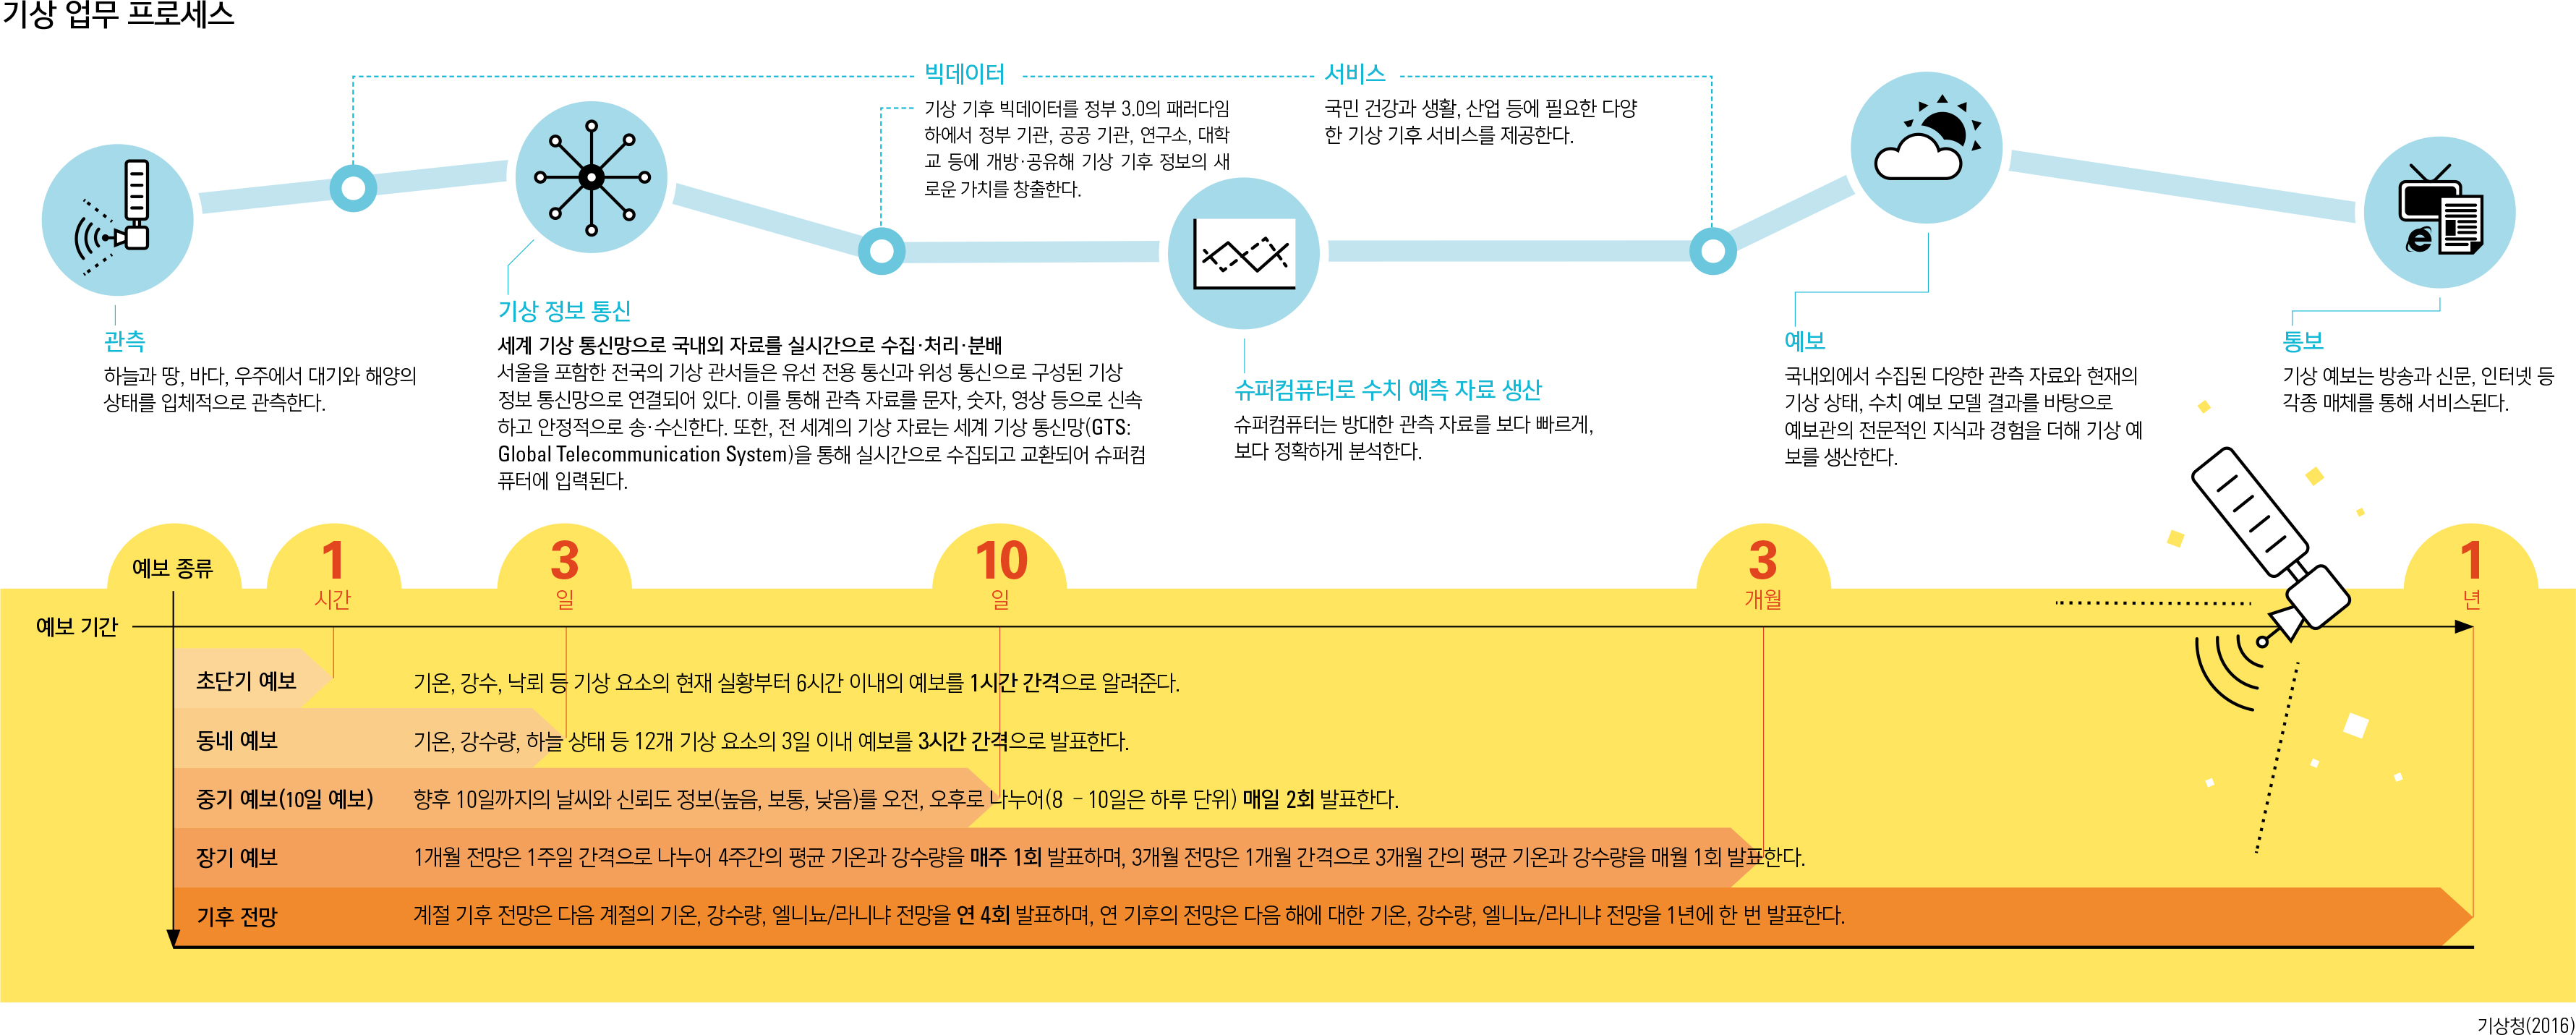 기상 업무 프로세스
빅데이터
기상 기후 빅데이터를 정부 3.0의 패러다임
하에서 정부 기관, 공공 기관, 연구소, 대학
교 등에 개방·공유해 기상 기후 정보의 새
로운 가치를 창출한다.
서비스
국민 건강과 생활, 산업 등에 필요한 다양
한 기상 기후 서비스를 제공한다.
관측
하늘과 땅, 바다, 우주에서 대기와 해양의
상태를 입체적으로 관측한다.
기상 정보 통신
세계 기상 통신망으로 국내외 자료를 실시간으로 수집·처리·분배
서울을 포함한 전국의 기상 관서들은 유선 전용 통신과 위성 통신으로 구성된 기상
정보 통신망으로 연결되어 있다. 이를 통해 관측 자료를 문자, 숫자, 영상 등으로 신속
하고 안정적으로 송·수신한다. 또한, 전 세계의 기상 자료는 세계 기상 통신망(GTS:
Global Telecommunication System)을 통해 실시간으로 수집되고 교환되어 슈퍼컴
퓨터에 입력된다.
슈퍼컴퓨터로 수치 예측 자료 생산
슈퍼컴퓨터는 방대한 관측 자료를 보다 빠르게,
보다 정확하게 분석한다.
예보
국내외에서 수집된 다양한 관측 자료와 현재의
기상 상태, 수치 예보 모델 결과를 바탕으로
예보관의 전문적인 지식과 경험을 더해 기상 예
보를 생산한다.
통보
기상 예보는 방송과 신문, 인터넷 등
각종 매체를 통해 서비스된다.
예보 종류
1
시간
3
일
10
일
3
개월
1
년
예보 기간
초단기 예보
기온, 강수, 낙뢰 등 기상 요소의 현재 실황부터 6시간 이내의 예보를 1시간 간격으로 알려준다.
동네 예보
기온, 강수량, 하늘 상태 등 12개 기상 요소의 3일 이내 예보를 3시간 간격으로 발표한다.
중기 예보(10일 예보)
향후 10일까지의 날씨와 신뢰도 정보(높음, 보통, 낮음)를 오전, 오후로 나누어(8 – 10일은 하루 단위) 매일 2회 발표한다.
장기 예보
1개월 전망은 1주일 간격으로 나누어 4주간의 평균 기온과 강수량을 매주 1회 발표하며, 3개월 전망은 1개월 간격으로 3개월 간의 평균 기온과 강수량을 매월 1회 발표한다.
기후 전망
계절 기후 전망은 다음 계절의 기온, 강수량, 엘니뇨/라니냐 전망을 연 4회 발표하며, 연 기후의 전망은 다음 해에 대한 기온, 강수량, 엘니뇨/라니냐 전망을 1년에 한 번 발표한다.
기상청(2016)